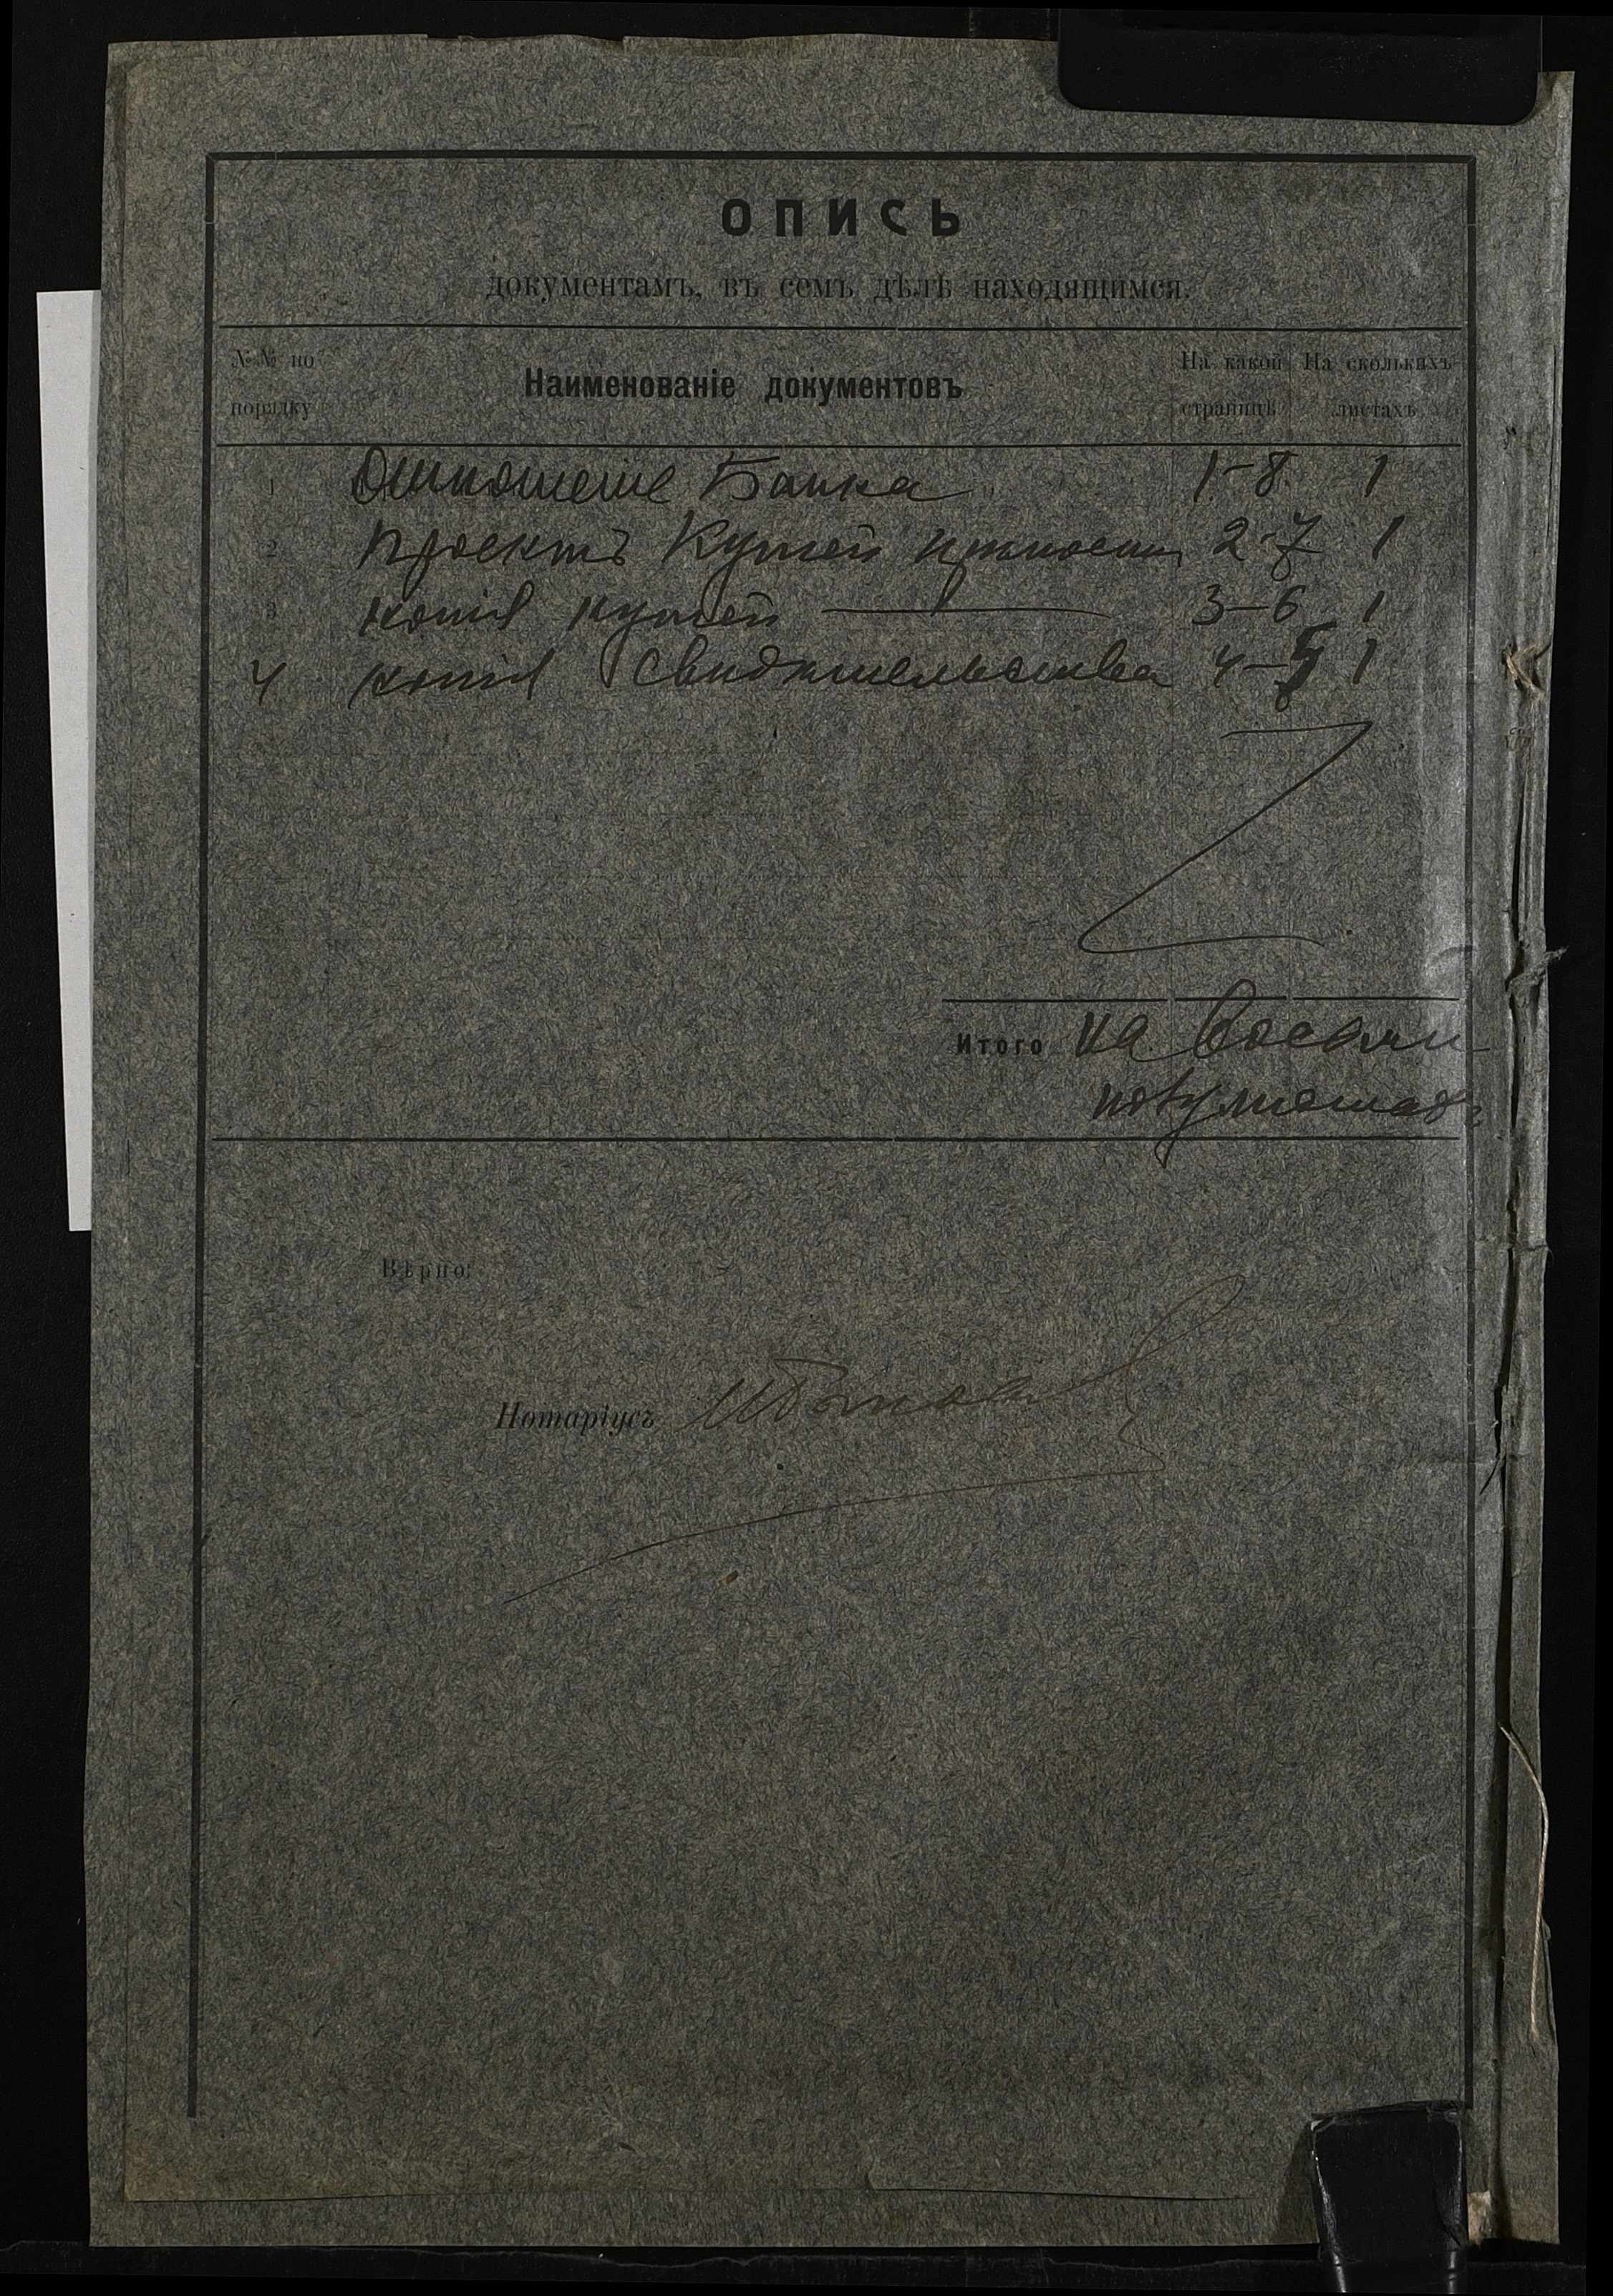 ОПИСЬ
документамъ, въ семъ дѣлѣ находящимся.
№№ по порядку
Наименованіе документовъ
На какой страницѣ
На сколькихъ листахъ
1 Отношеніе Банка 1-8 1
2 Проектъ Купчей крѣпости 2-7 1
3 копія купчей — 3-6 1
4 копія свидѣтельства 4-5 1
Итого на восьми
полулистахъ
Вѣрно:
Нотаріусъ